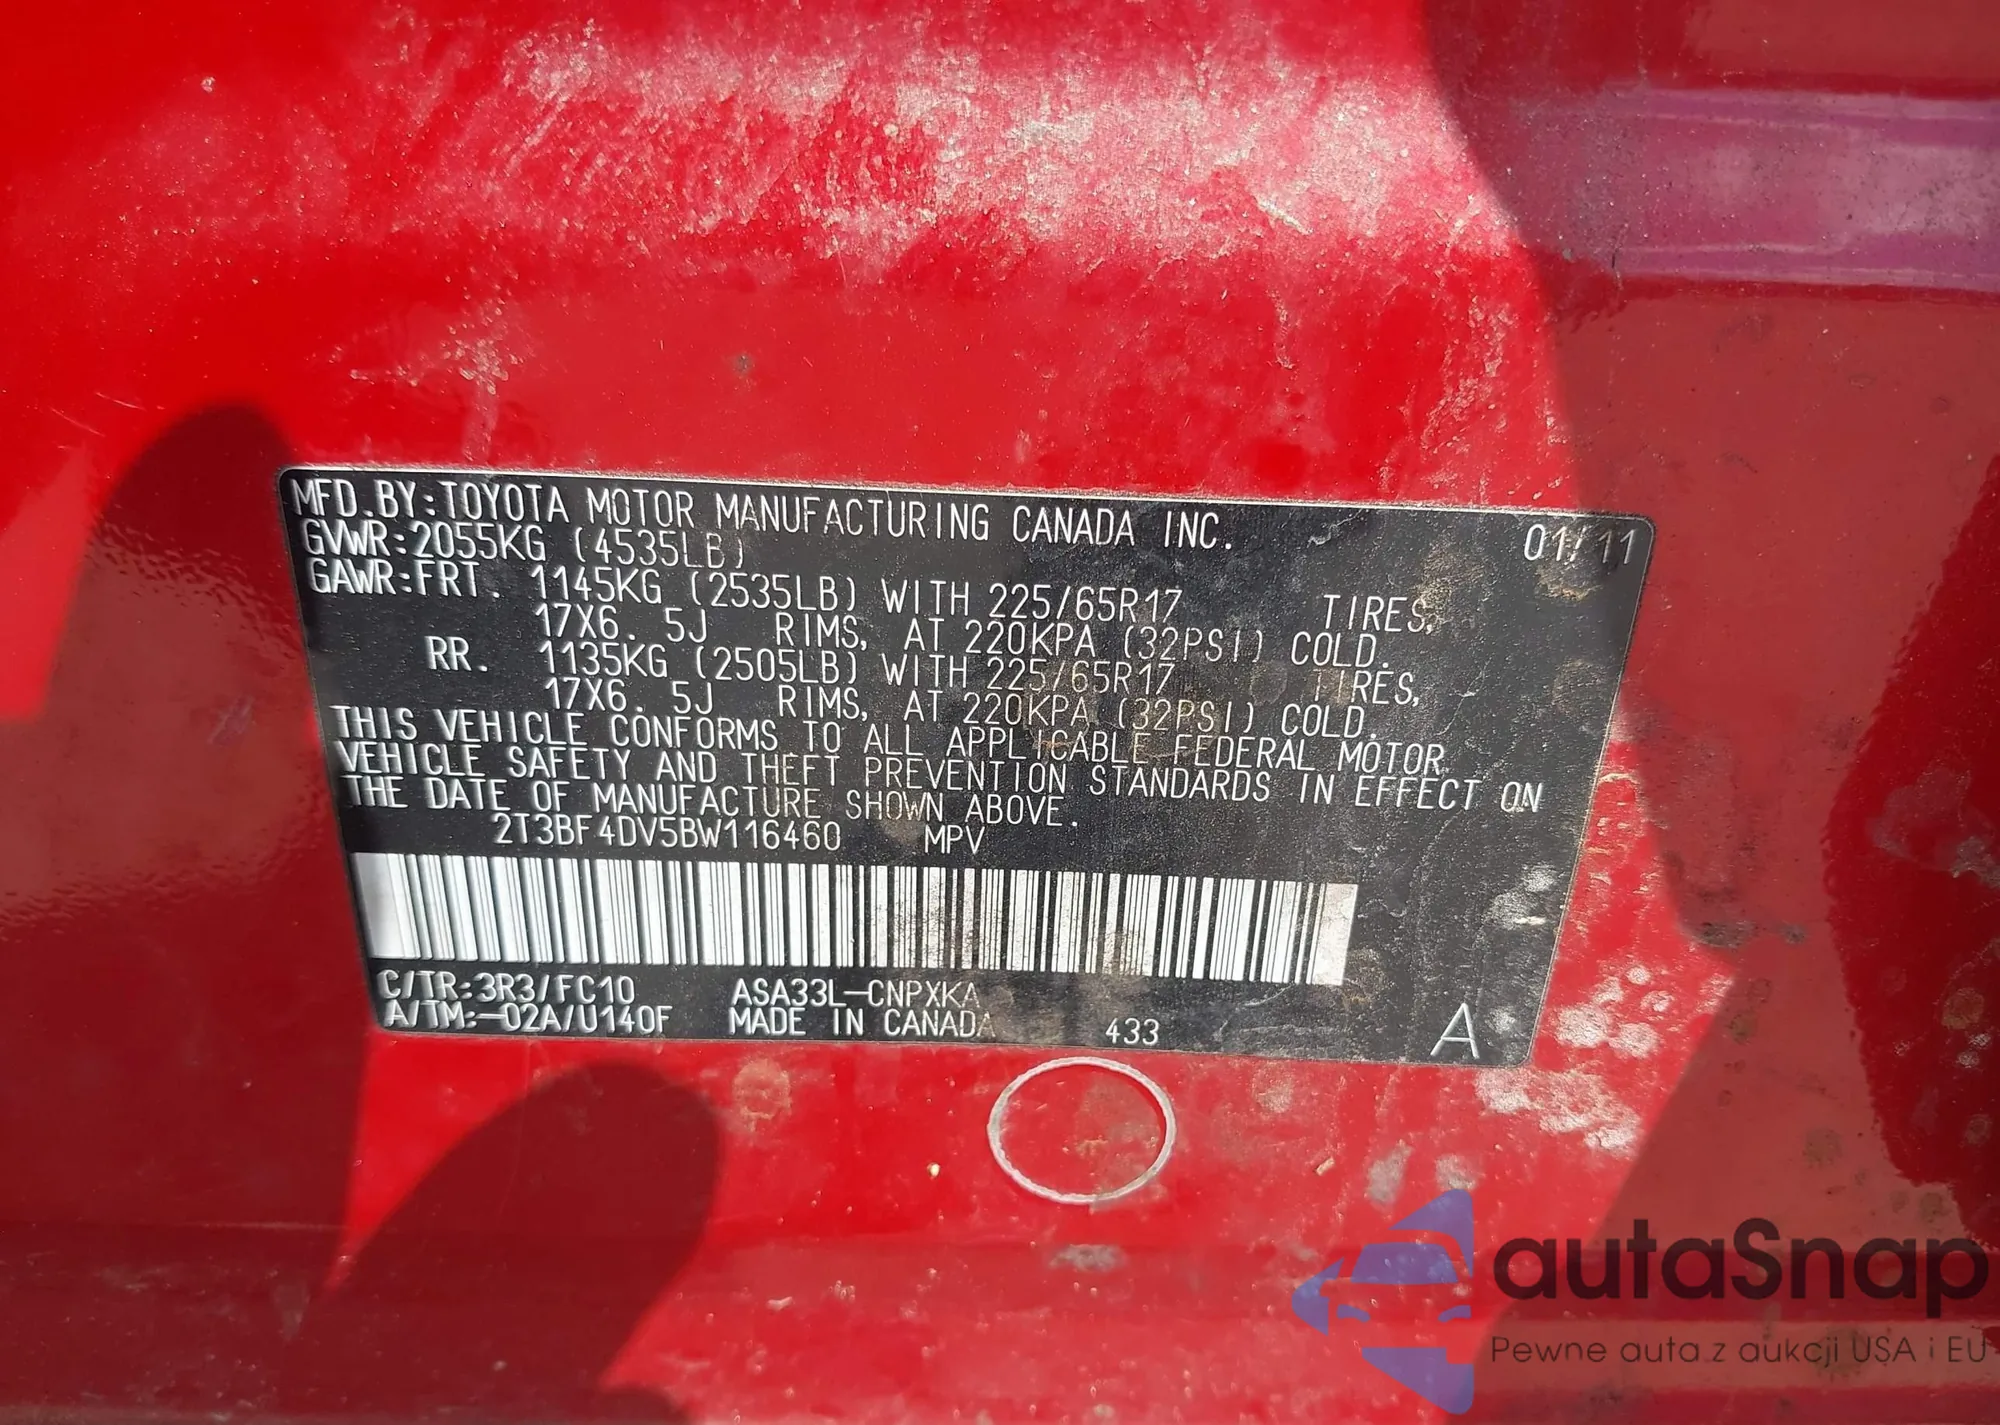 MFD.BY:TOYOTA MOTOR MANUFACTURING CANADA INC. 01/11
GVWR:2055KG (4535LB)
GAWR:FRT. 1145KG (2535LB) WITH 225/65R17 TIRES,
17X6.5J RIMS, AT 220KPA (32PSI) COLD.
RR. 1135KG (2505LB) WITH 225/65R17 TIRES,
17X6.5J RIMS, AT 220KPA (32PSI) COLD.
THIS VEHICLE CONFORMS TO ALL APPLICABLE FEDERAL MOTOR
VEHICLE SAFETY AND THEFT PREVENTION STANDARDS IN EFFECT ON
THE DATE OF MANUFACTURE SHOWN ABOVE.
2T3BF4DV5BW116460 MPV
C/TR:3R3/FC10 ASA33L-CNPXKA
A/TM:-02A/U140F MADE IN CANADA 433 A
autaSnap
Pewne auta z aukcji USA i EU